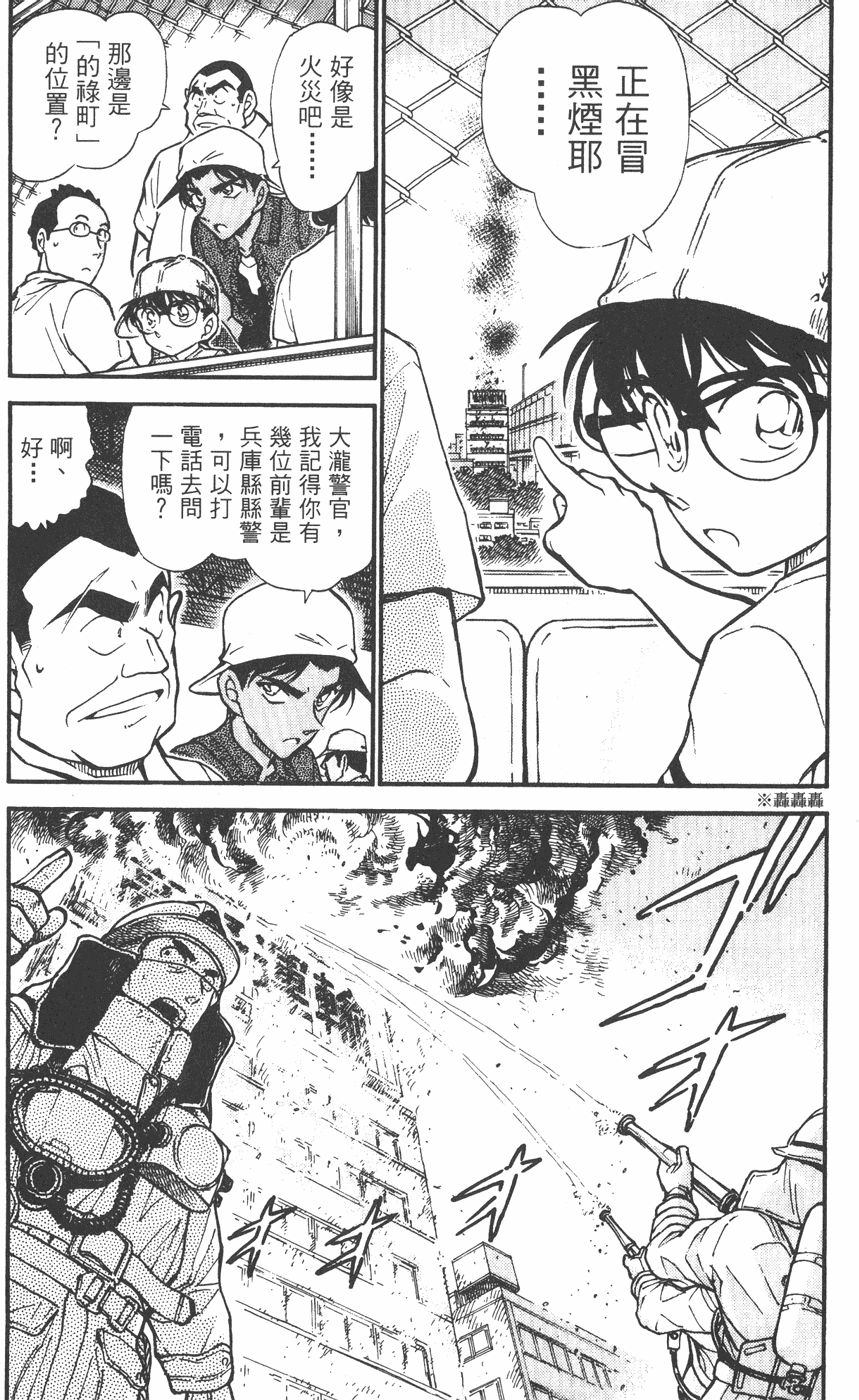 正在冒
黑煙耶
……
好像是
火災吧……
那邊是
「的祿町」
的位置？
大瀧警官，
我記得你有
幾位前輩是
兵庫縣縣警
，可以打
電話去問
一下嗎？
啊、
好…
※轟轟轟